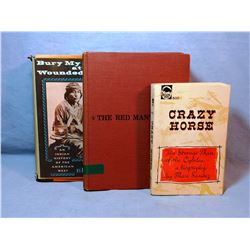 Bury My
at
Wounded
AN
INDIAN
HISTORY OF
THE
AMERICAN
WEST
THE RED MAN
CRAZY
HORSE
The Strange Man
of the Oglalas
a biography
by Mari Sandoz